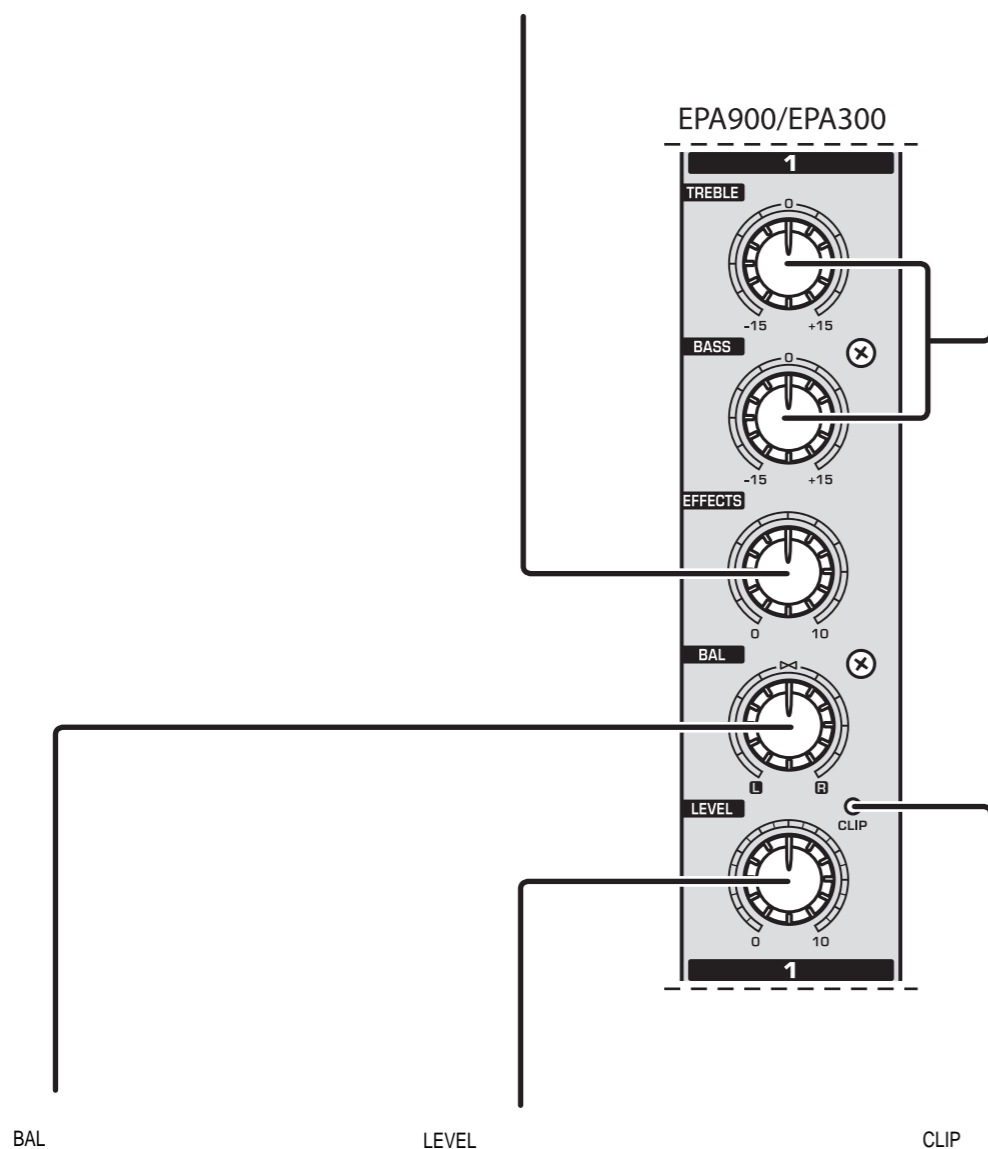 EPA900/EPA300
1
TREBLE
0
-15 +15
BASS
0
-15 +15
EFFECTS
0 10
BAL
L R
LEVEL
CLIP
0 10
1
BAL LEVEL CLIP